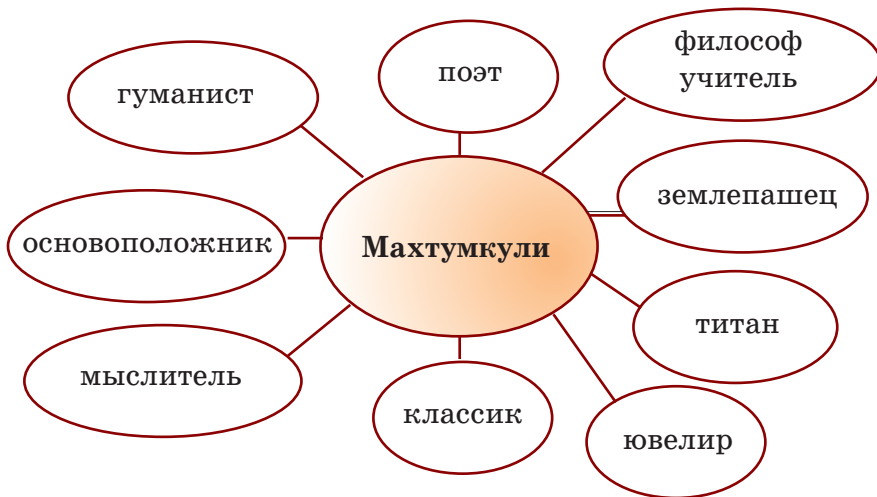 философ
учитель
поэт
гуманист
землепашец
основоположник
Махтумкули
титан
мыслитель
классик
ювелир